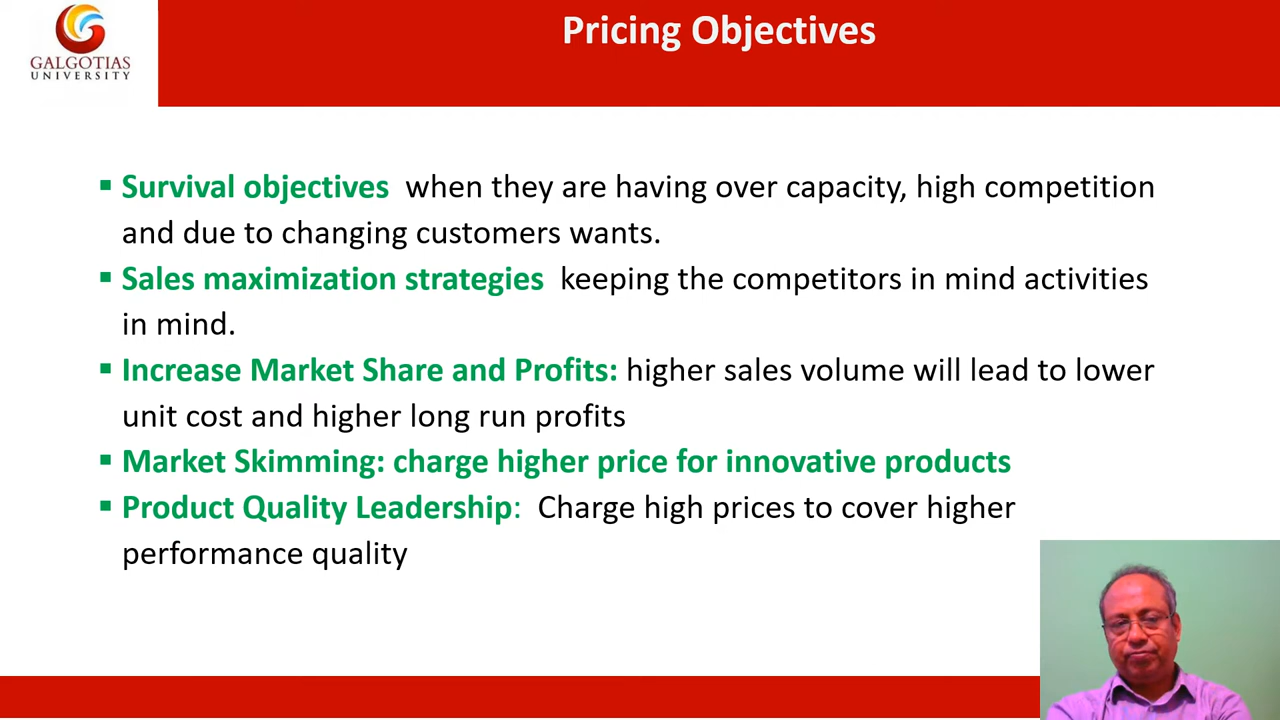 GALGOTIAS
UNIVERSITY
Pricing Objectives
▪ Survival objectives when they are having over capacity, high competition
and due to changing customers wants.
▪ Sales maximization strategies keeping the competitors in mind activities
in mind.
▪ Increase Market Share and Profits: higher sales volume will lead to lower
unit cost and higher long run profits
▪ Market Skimming: charge higher price for innovative products
▪ Product Quality Leadership: Charge high prices to cover higher
performance quality